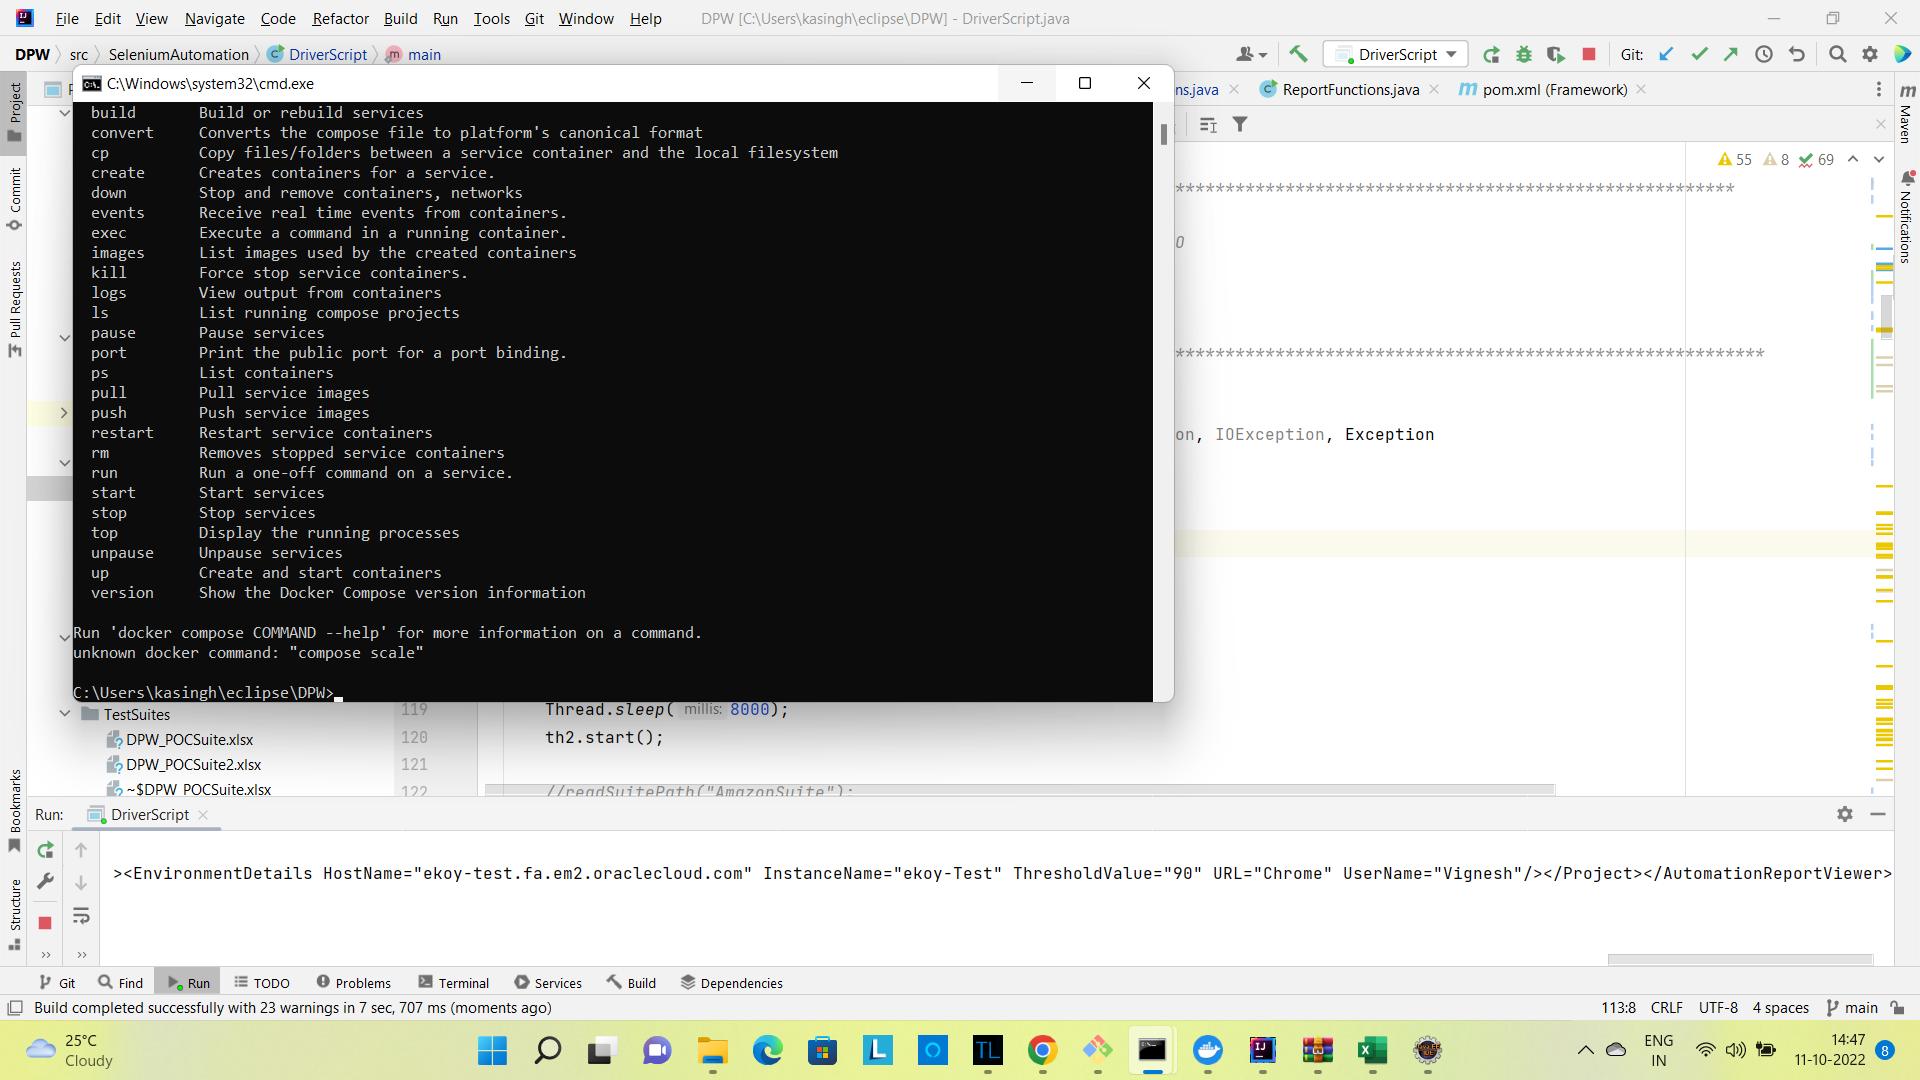 File Edit View Navigate Code Refactor Build Run Tools Git Window Help DPW [C:\Users\kasingh\eclipse\DPW] - DriverScript.java
DPW src SeleniumAutomation DriverScript main DriverScript Git:
C:\Windows\system32\cmd.exe
ns.java ReportFunctions.java pom.xml (Framework)
build Build or rebuild services
convert Converts the compose file to platform's canonical format
cp Copy files/folders between a service container and the local filesystem
create Creates containers for a service.
down Stop and remove containers, networks
events Receive real time events from containers.
exec Execute a command in a running container.
images List images used by the created containers
kill Force stop service containers.
logs View output from containers
ls List running compose projects
pause Pause services
port Print the public port for a port binding.
ps List containers
pull Pull service images
push Push service images
restart Restart service containers
rm Removes stopped service containers
run Run a one-off command on a service.
start Start services
stop Stop services
top Display the running processes
unpause Unpause services
up Create and start containers
version Show the Docker Compose version information
Run 'docker compose COMMAND --help' for more information on a command.
unknown docker command: "compose scale"
C:\Users\kasingh\eclipse\DPW>
55 8 69
on, IOException, Exception
Project
Commit
Pull Requests
Bookmarks
Structure
Maven
Notifications
TestSuites
DPW_POCSuite.xlsx
DPW_POCSuite2.xlsx
~$DPW_POCSuite.xlsx
119 Thread.sleep( millis: 8000);
120 th2.start();
121
122 //readSuitePath("AmazonSuite");
Run: DriverScript
><EnvironmentDetails HostName="ekoy-test.fa.em2.oraclecloud.com" InstanceName="ekoy-Test" ThresholdValue="90" URL="Chrome" UserName="Vignesh"/></Project></AutomationReportViewer>
Git Find Run TODO Problems Terminal Services Build Dependencies
Build completed successfully with 23 warnings in 7 sec, 707 ms (moments ago) 113:8 CRLF UTF-8 4 spaces main
25°C
Cloudy
ENG
IN
14:47
11-10-2022
8